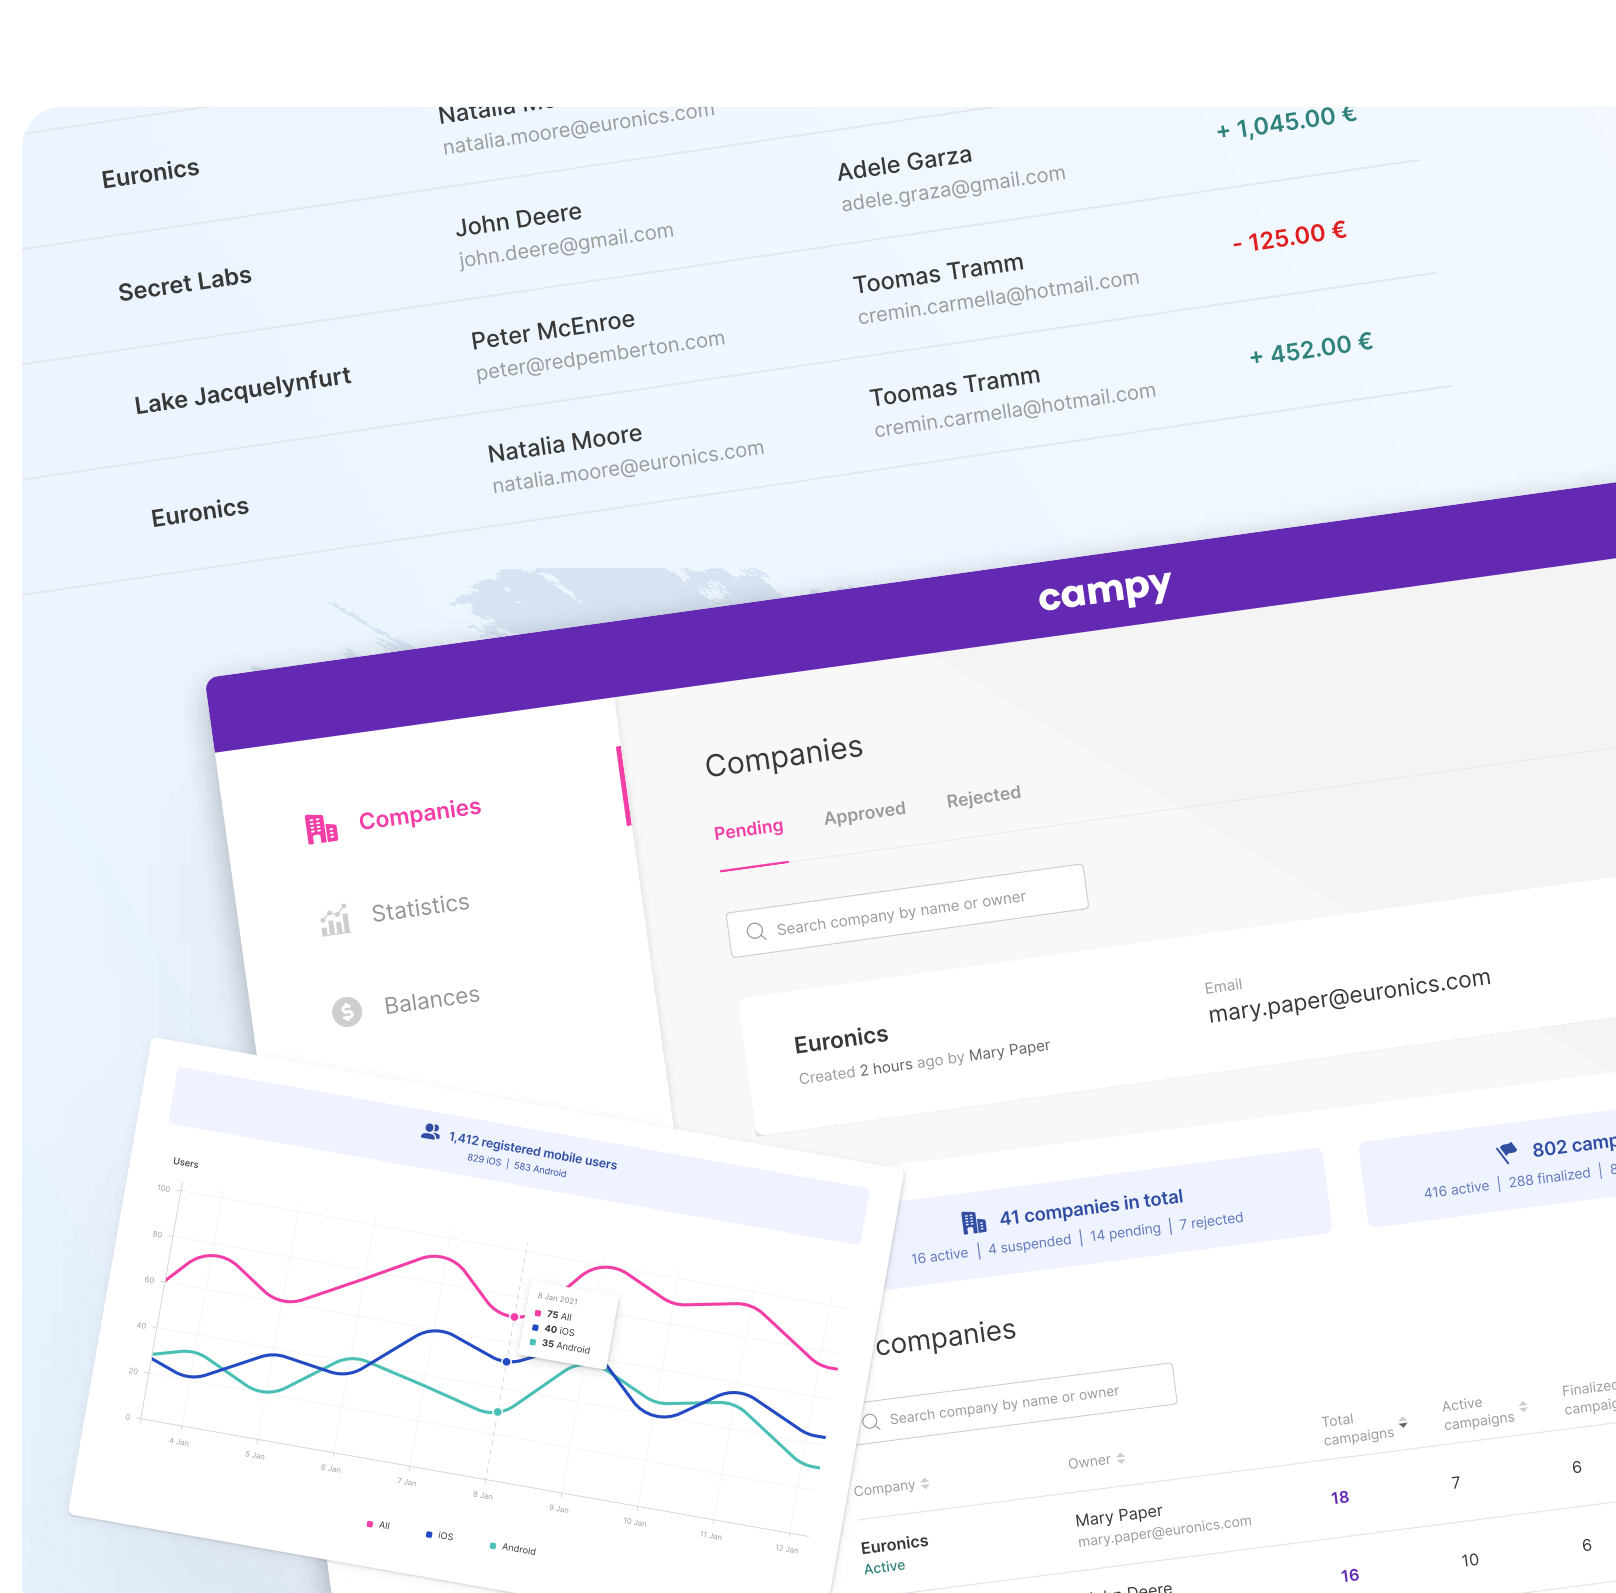 Natalia
natalia.moore@euronics.com
+ 1,045.00 €
Euronics
Adele Garza
adele.graza@gmail.com
John Deere
john.deere@gmail.com
- 125.00 €
Secret Labs
Toomas Tramm
cremin.carmella@hotmail.com
Peter McEnroe
peter@redpemberton.com
+ 452.00 €
Lake Jacquelynfurt
Toomas Tramm
cremin.carmella@hotmail.com
Natalia Moore
natalia.moore@euronics.com
Euronics
campy
Companies
Statistics
Balances
Companies
Pending Approved Rejected
Search company by name or owner
Euronics
Created 2 hours ago by Mary Paper
Email
mary.paper@euronics.com
1,412 registered mobile users
829 iOS | 583 Android
Users
100
80
60
40
20
0
8 Jan 2021
75 All
40 iOS
35 Android
4 Jan 5 Jan 6 Jan 7 Jan 8 Jan 9 Jan 10 Jan 11 Jan 12 Jan
All iOS Android
41 companies in total
16 active | 4 suspended | 14 pending | 7 rejected
802
416 active | 288 finalized |
companies
Search company by name or owner
Company
Owner
Total
campaigns
Active
campaigns
Finalized
Euronics
Active
Mary Paper
mary.paper@euronics.com
18
7
6
Deere
16
10
6